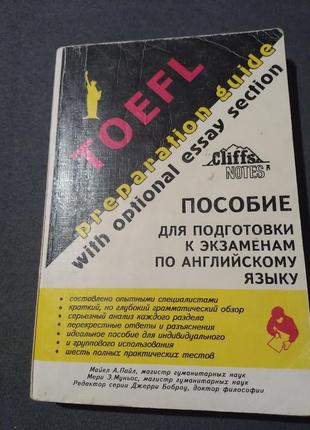 TOEFL
preparation guide
with optional essay section
Cliffs
NOTES
ПОСОБИЕ
ДЛЯ ПОДГОТОВКИ
К ЭКЗАМЕНАМ
ПО АНГЛИЙСКОМУ
ЯЗЫКУ
• составлено опытными специалистами
• краткий, но глубокий грамматический обзор
• серьезный анализ каждого раздела
• перекрестные ответы и разъяснения
• идеальное пособие для индивидуального
• и группового использования
• шесть полных практических тестов
Майкл А.Пайл, магистр гуманитарных наук
Мери Э.Муньос, магистр гуманитарных наук
Редактор серии Джерри Боброу, доктор философии